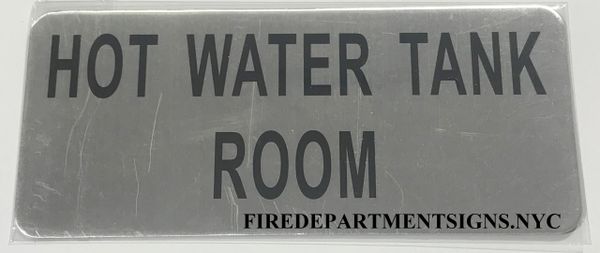 HOT WATER TANK
ROOM
FIREDEPARTMENTSIGNS.NYC